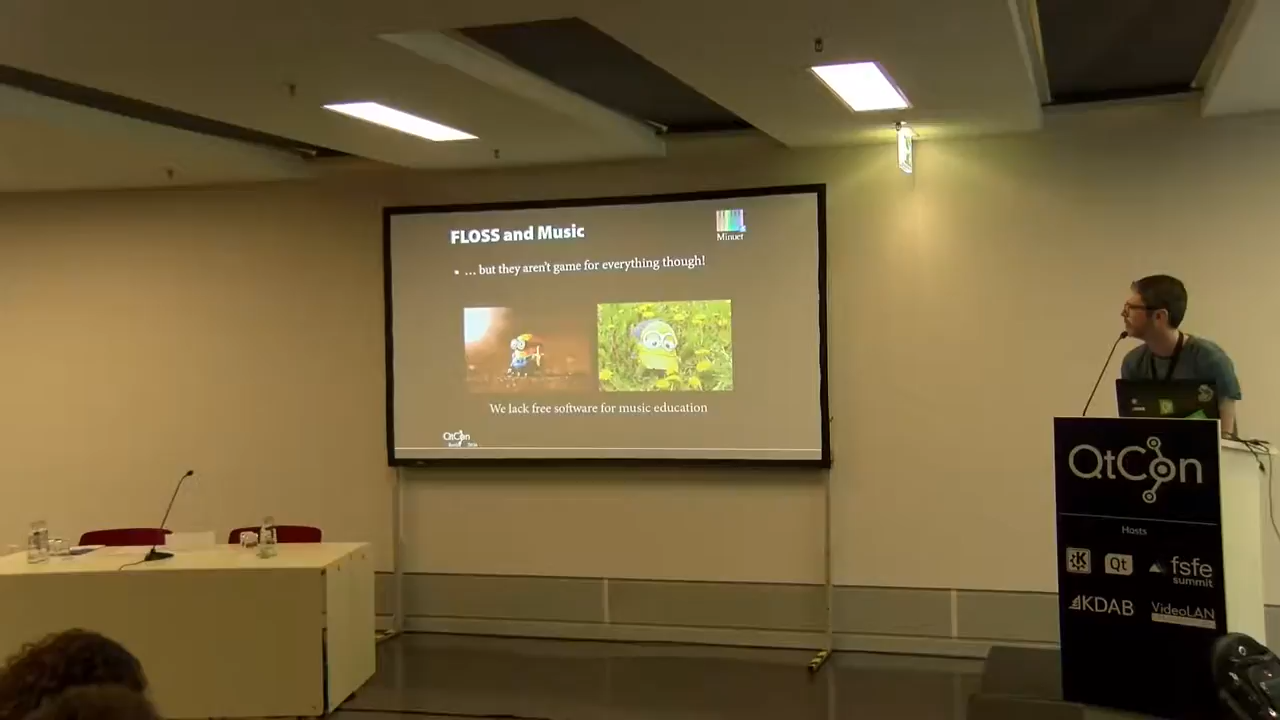 FLOSS and Music
Minuet
... but they aren't game for everything though!
We lack free software for music education
QtCon
QtCon
Hosts
Qt
fsfe
summit
KDAB
VideoLAN